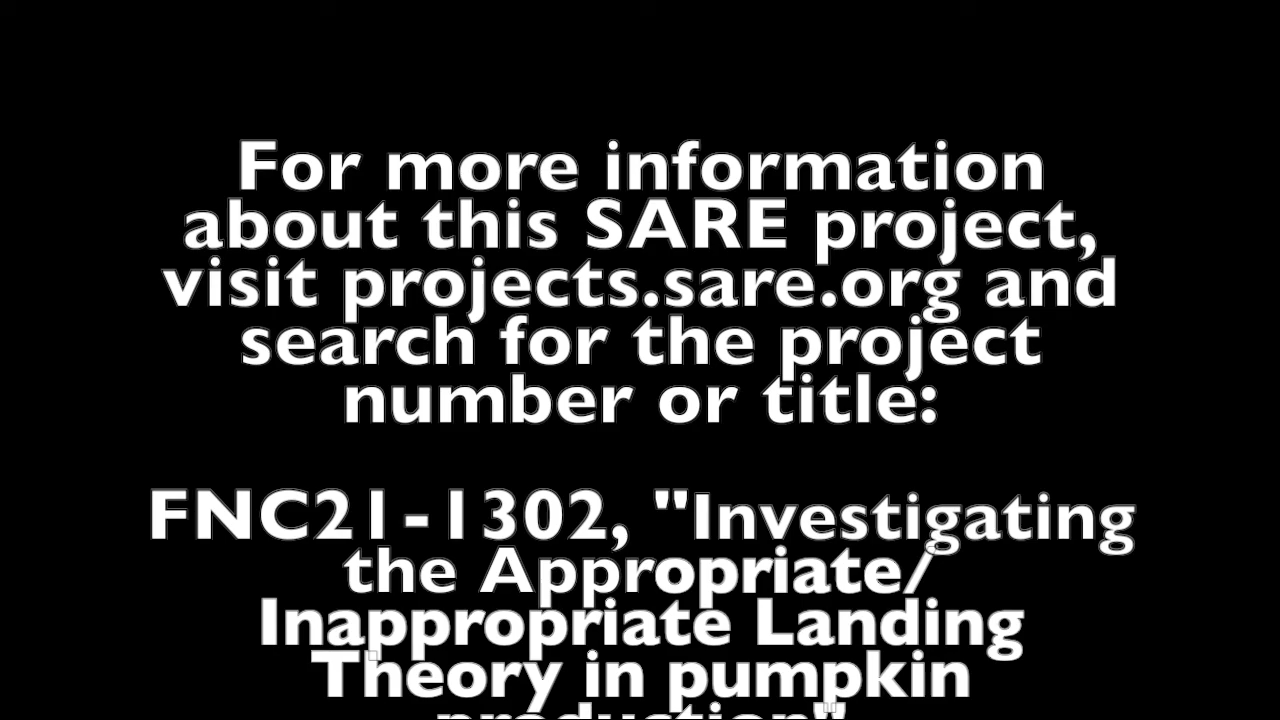 For more information
about this SARE project,
visit projects.sare.org and
search for the project
number or title:
FNC21-1302, "Investigating
the Appropriate/
Inappropriate Landing
Theory in pumpkin
production"